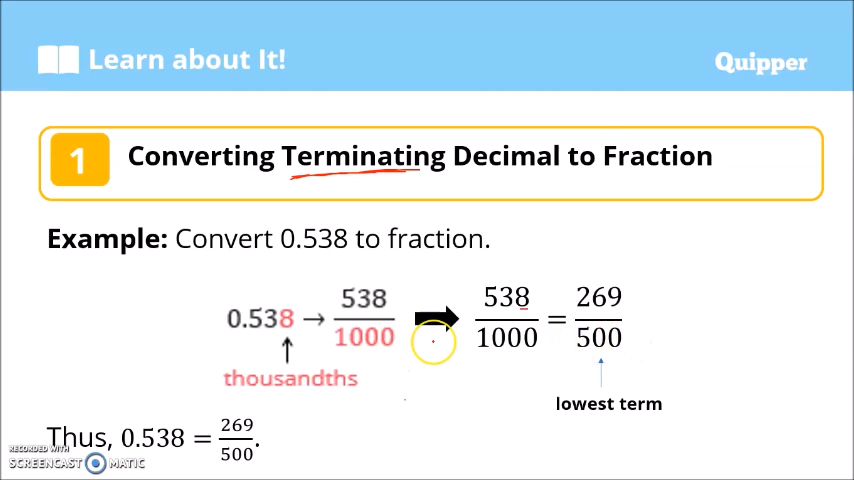 Learn about It!
Quipper
1
Converting Terminating Decimal to Fraction
Example: Convert 0.538 to fraction.
0.538 → 538/1000 538/1000 = 269/500
thousandths
lowest term
Thus, 0.538 = 269/500.
RECORDED WITH
SCREENCAST MATIC